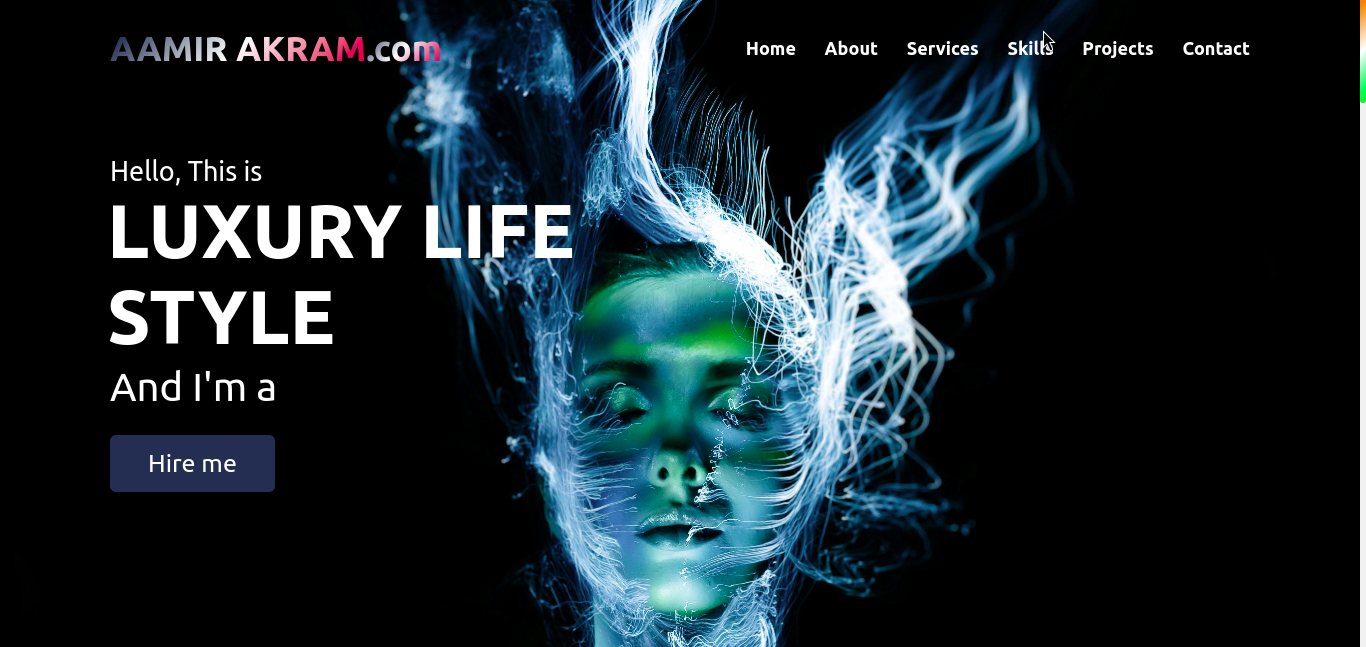 AAMIR AKRAM.com
Home About Services Skills Projects Contact
Hello, This is
LUXURY LIFE
STYLE
And I'm a
Hire me